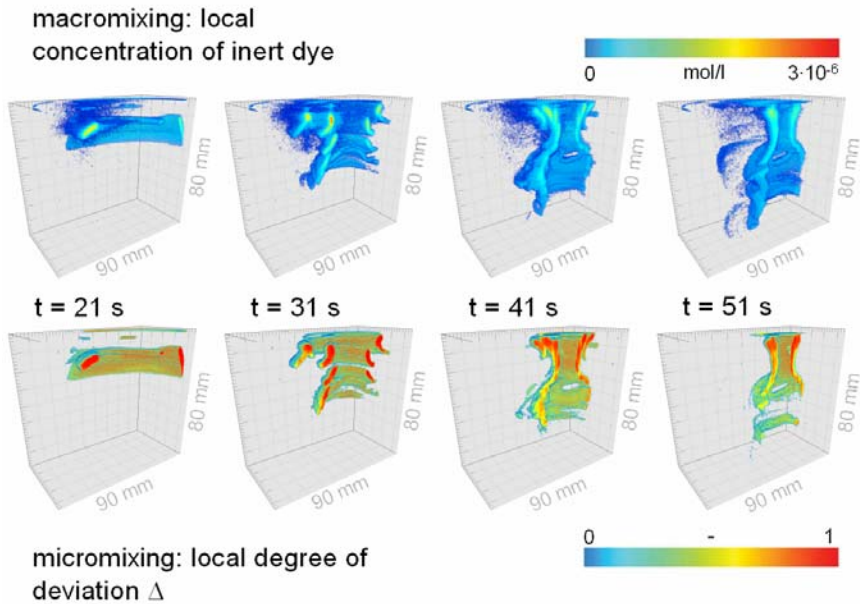 macromixing: local
concentration of inert dye
0 mol/l 3·10⁻⁶
80 mm 80 mm 80 mm 80 mm
90 mm 90 mm 90 mm 90 mm
t = 21 s t = 31 s t = 41 s t = 51 s
80 mm 80 mm 80 mm 80 mm
90 mm 90 mm 90 mm 90 mm
0 - 1
micromixing: local degree of
deviation Δ